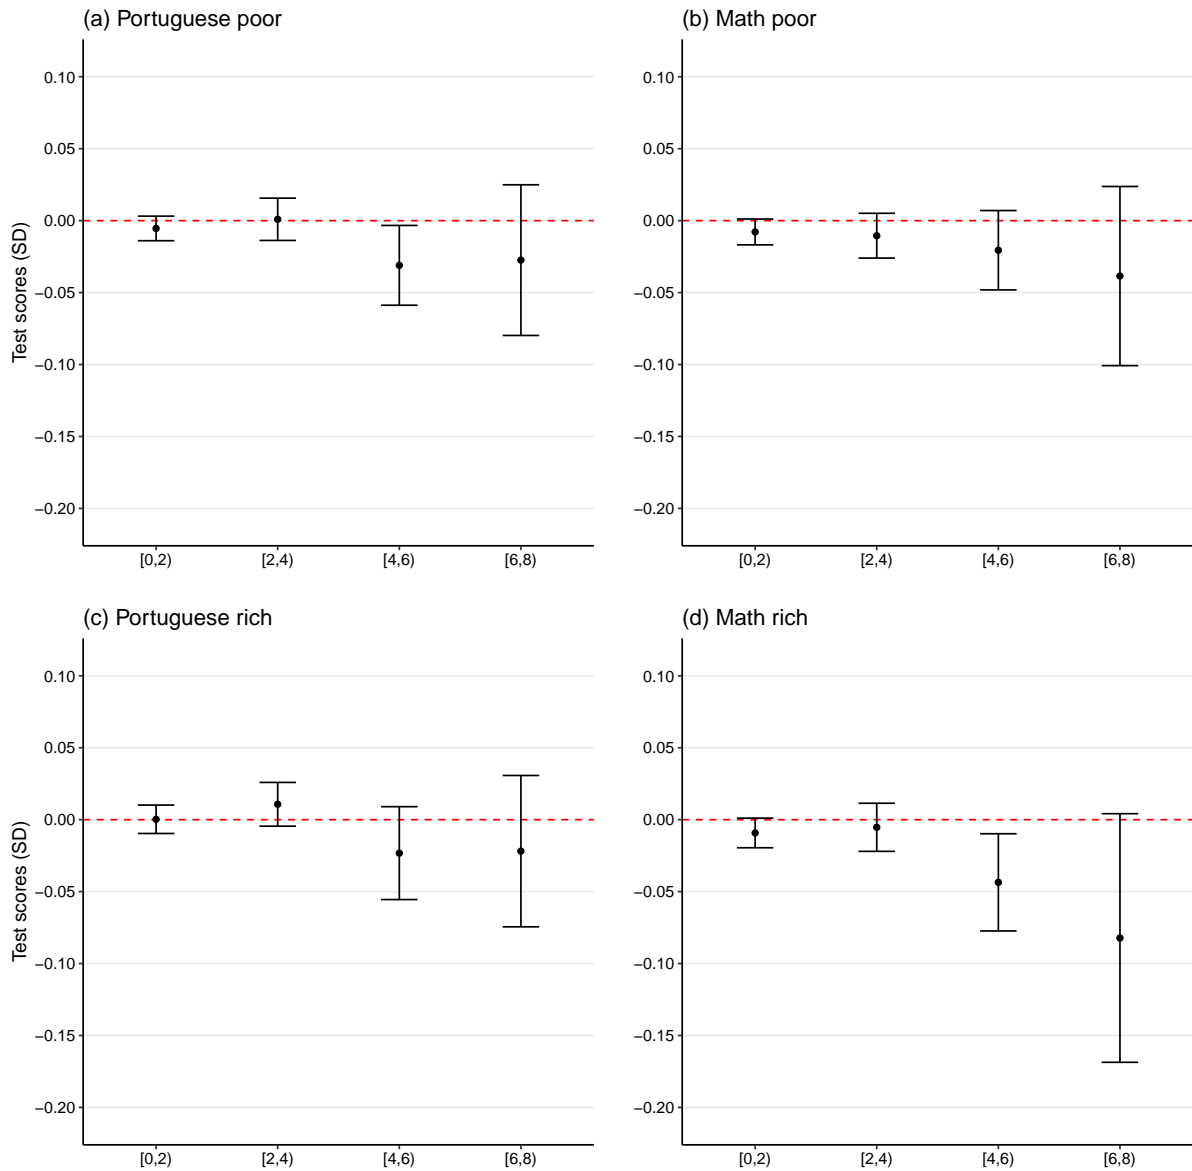 (a) Portuguese poor
0.10
0.05
0.00
−0.05
−0.10
−0.15
−0.20
Test scores (SD)
[0,2) [2,4) [4,6) [6,8)
(b) Math poor
0.10
0.05
0.00
−0.05
−0.10
−0.15
−0.20
[0,2) [2,4) [4,6) [6,8)
(c) Portuguese rich
0.10
0.05
0.00
−0.05
−0.10
−0.15
−0.20
Test scores (SD)
[0,2) [2,4) [4,6) [6,8)
(d) Math rich
0.10
0.05
0.00
−0.05
−0.10
−0.15
−0.20
[0,2) [2,4) [4,6) [6,8)